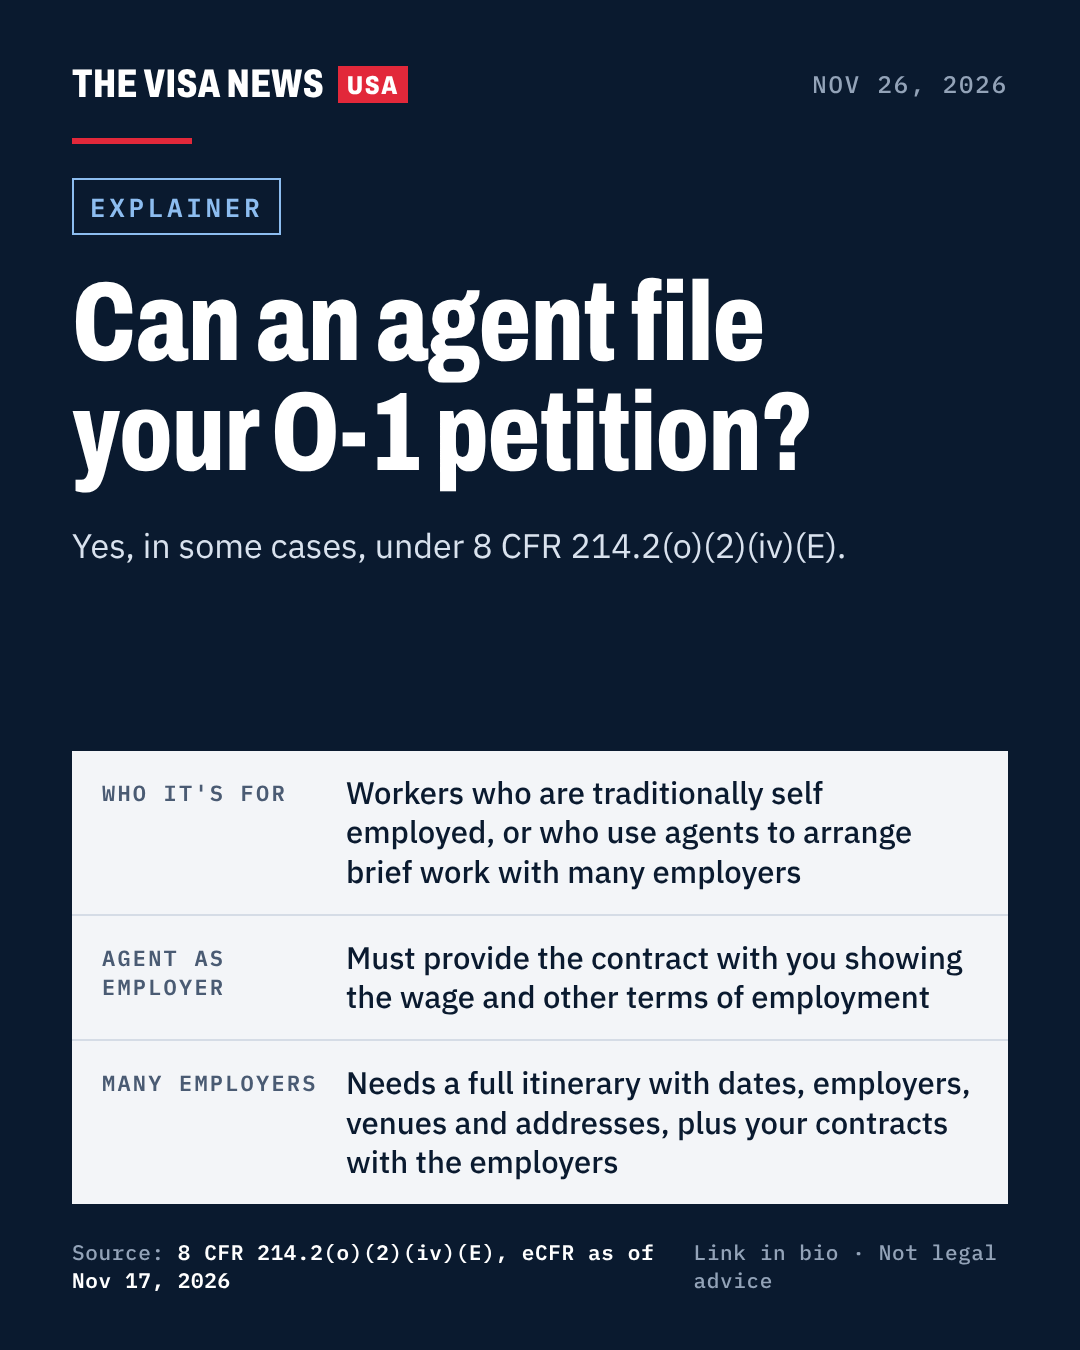 THE VISA NEWS USA
NOV 26, 2026
EXPLAINER
Can an agent file
your O-1 petition?
Yes, in some cases, under 8 CFR 214.2(o)(2)(iv)(E).
WHO IT'S FOR
Workers who are traditionally self
employed, or who use agents to arrange
brief work with many employers
AGENT AS
EMPLOYER
Must provide the contract with you showing
the wage and other terms of employment
MANY EMPLOYERS
Needs a full itinerary with dates, employers,
venues and addresses, plus your contracts
with the employers
Source: 8 CFR 214.2(o)(2)(iv)(E), eCFR as of
Nov 17, 2026
Link in bio · Not legal
advice